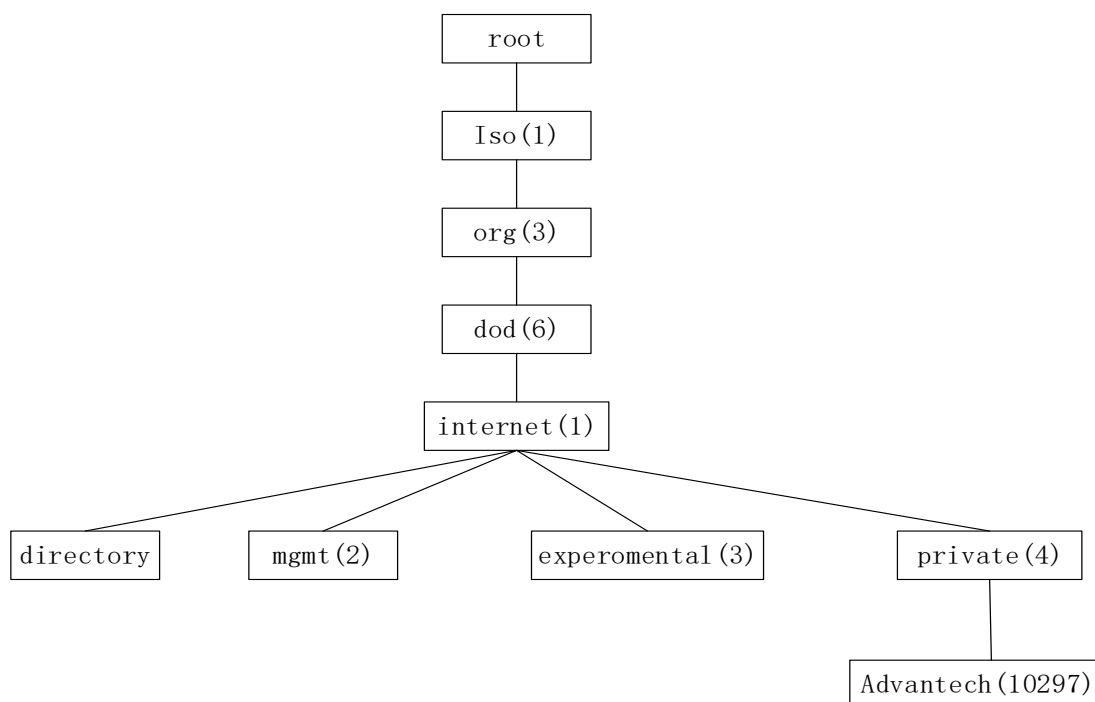 root
Iso(1)
org(3)
dod(6)
internet(1)
directory
mgmt(2)
experomental(3)
private(4)
Advantech(10297)